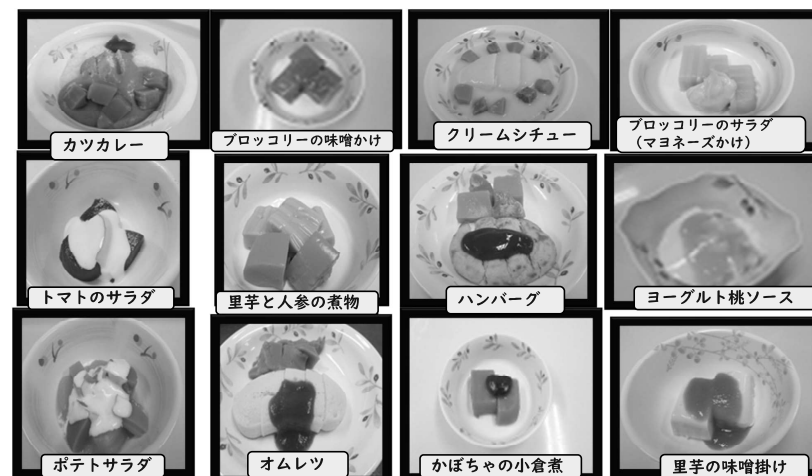 カツカレー
ブロッコリーの味噌かけ
クリームシチュー
ブロッコリーのサラダ
（マヨネーズかけ）
トマトのサラダ
里芋と人参の煮物
ハンバーグ
ヨーグルト桃ソース
ポテトサラダ
オムレツ
かぼちゃの小倉煮
里芋の味噌掛け